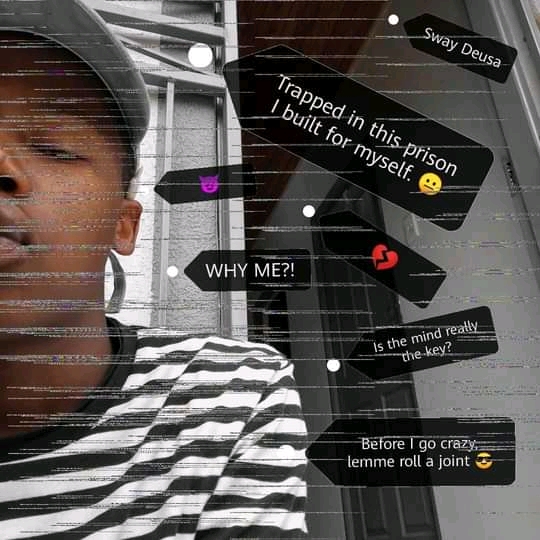 Sway Deusa
Trapped in this prison
I built for myself. 🫤
😈
💔
WHY ME?!
Is the mind really
the key?
Before I go crazy,
lemme roll a joint 😎